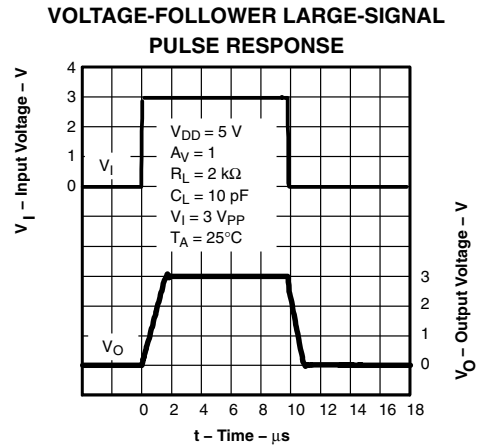 VOLTAGE-FOLLOWER LARGE-SIGNAL
PULSE RESPONSE
V_I – Input Voltage – V
4
3
2
1
0
V_I
V_DD = 5 V
A_V = 1
R_L = 2 kΩ
C_L = 10 pF
V_I = 3 V_PP
T_A = 25°C
V_O
3
2
1
0
V_O – Output Voltage – V
0 2 4 6 8 10 12 14 16 18
t – Time – μs